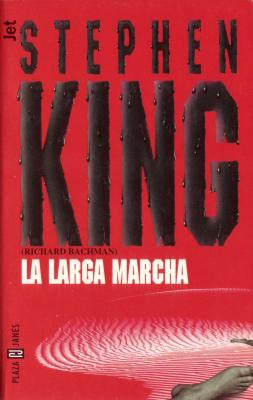 Jet
STEPHEN
KING
(RICHARD BACHMAN)
LA LARGA MARCHA
PLAZA & JANES